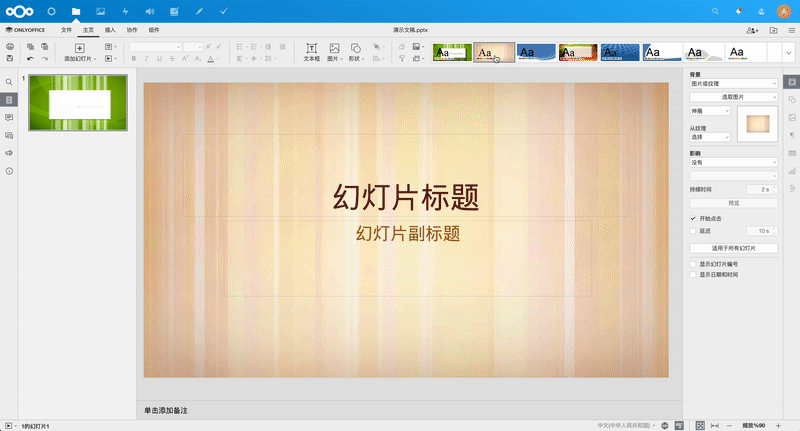 A
ONLYOFFICE 文件 主页 插入 协作 组件
演示文稿.pptx
添加幻灯片
B I U S A
文本框 图片 形状
Aa Aa Aa Aa Aa Aa Aa Aa
1
幻灯片标题
幻灯片副标题
背景
图片或纹理
选取图片
伸展
从纹理
选择
影响
没有
持续时间 2 s
预览
开始点击
延迟 10 s
适用于所有幻灯片
显示幻灯片编号
显示日期和时间
单击添加备注
1的幻灯片1
中文(中华人民共和国)
缩放%90